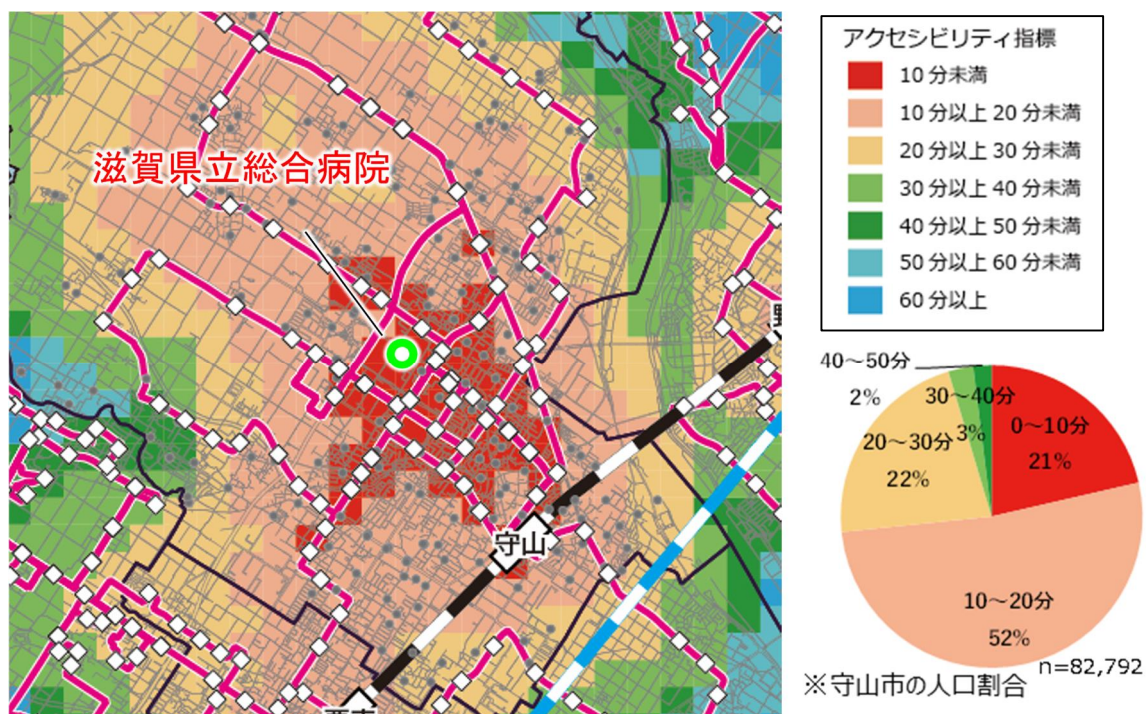 滋賀県立総合病院
守山
アクセシビリティ指標
10分未満
10分以上 20分未満
20分以上 30分未満
30分以上 40分未満
40分以上 50分未満
50分以上 60分未満
60分以上
40～50分
2%
30～40分
3%
0～10分
21%
20～30分
22%
10～20分
52%
n=82,792
※守山市の人口割合